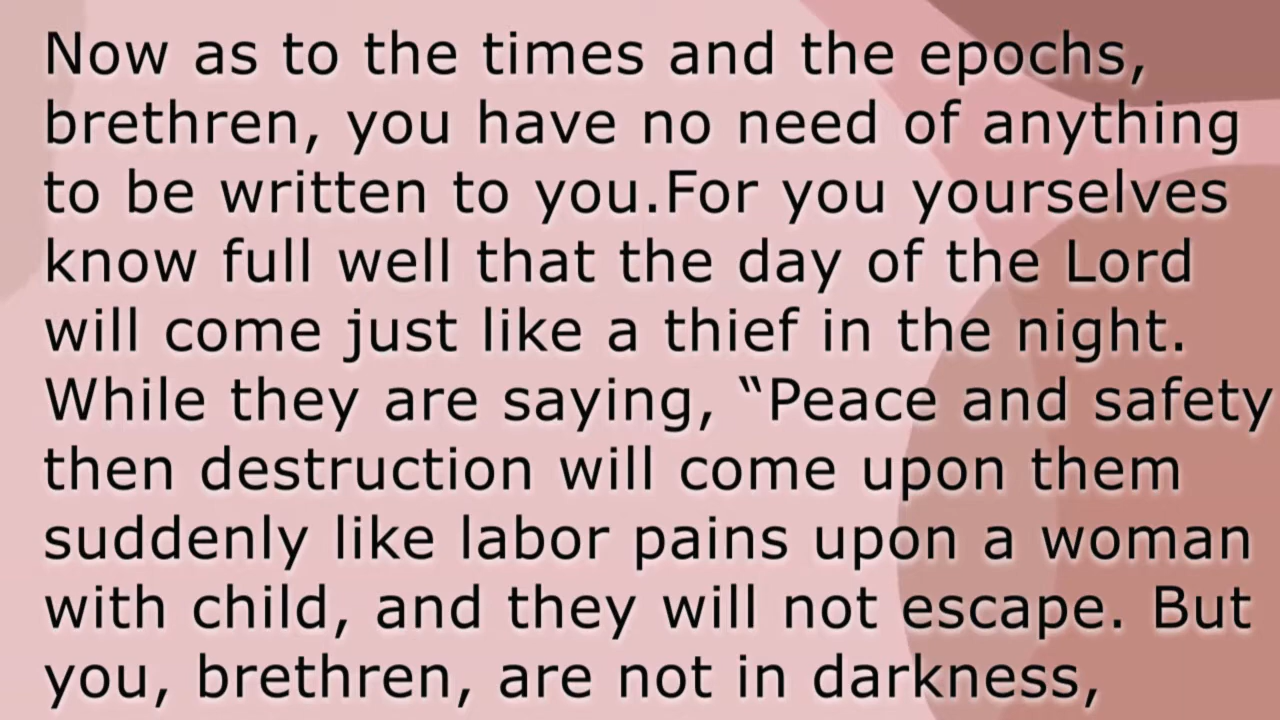 Now as to the times and the epochs,
brethren, you have no need of anything
to be written to you.For you yourselves
know full well that the day of the Lord
will come just like a thief in the night.
While they are saying, “Peace and safety
then destruction will come upon them
suddenly like labor pains upon a woman
with child, and they will not escape. But
you, brethren, are not in darkness,